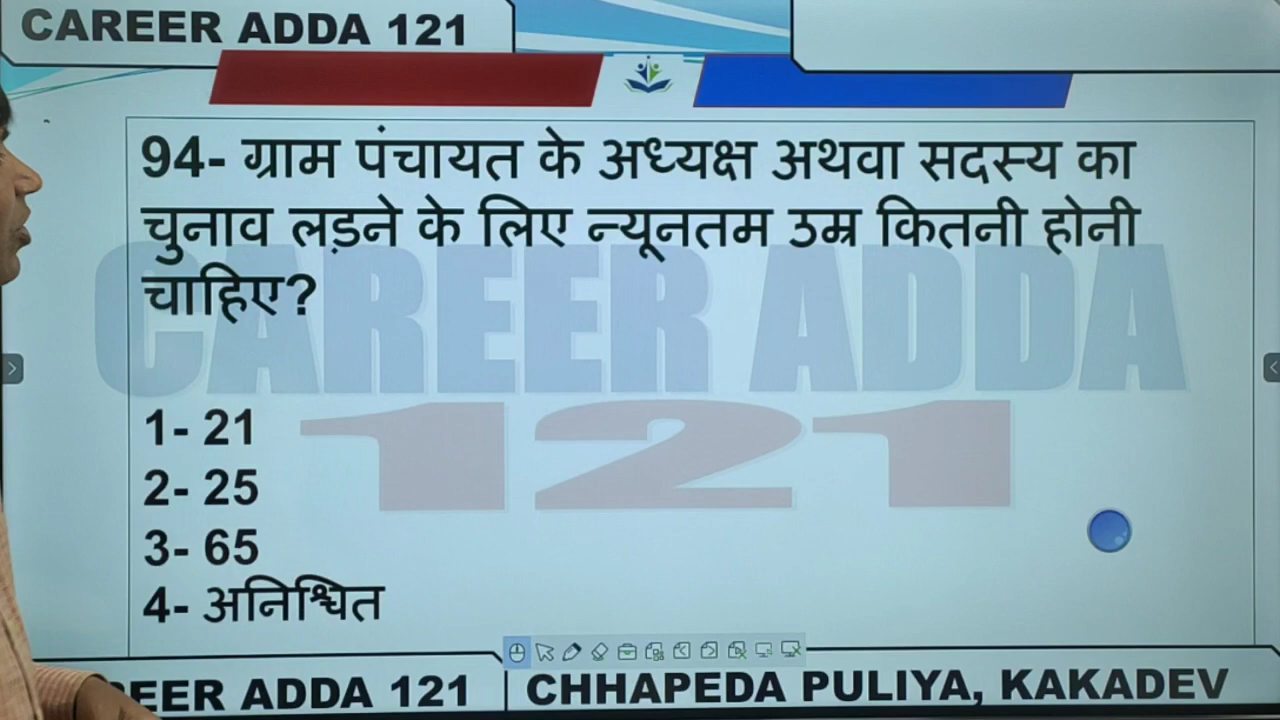 CAREER ADDA 121
94- ग्राम पंचायत के अध्यक्ष अथवा सदस्य का
चुनाव लड़ने के लिए न्यूनतम उम्र कितनी होनी
चाहिए?
CAREER ADDA
121
1- 21
2- 25
3- 65
4- अनिश्चित
EER ADDA 121
CHHAPEDA PULIYA, KAKADEV